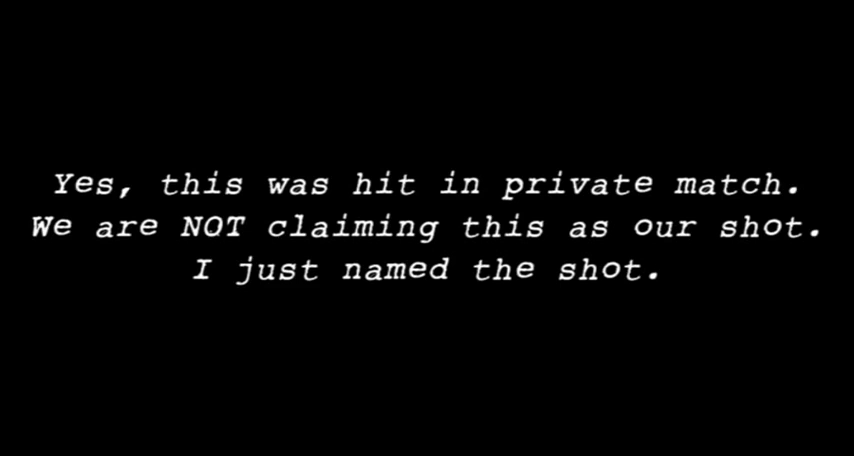 Yes, this was hit in private match.
We are NOT claiming this as our shot.
I just named the shot.